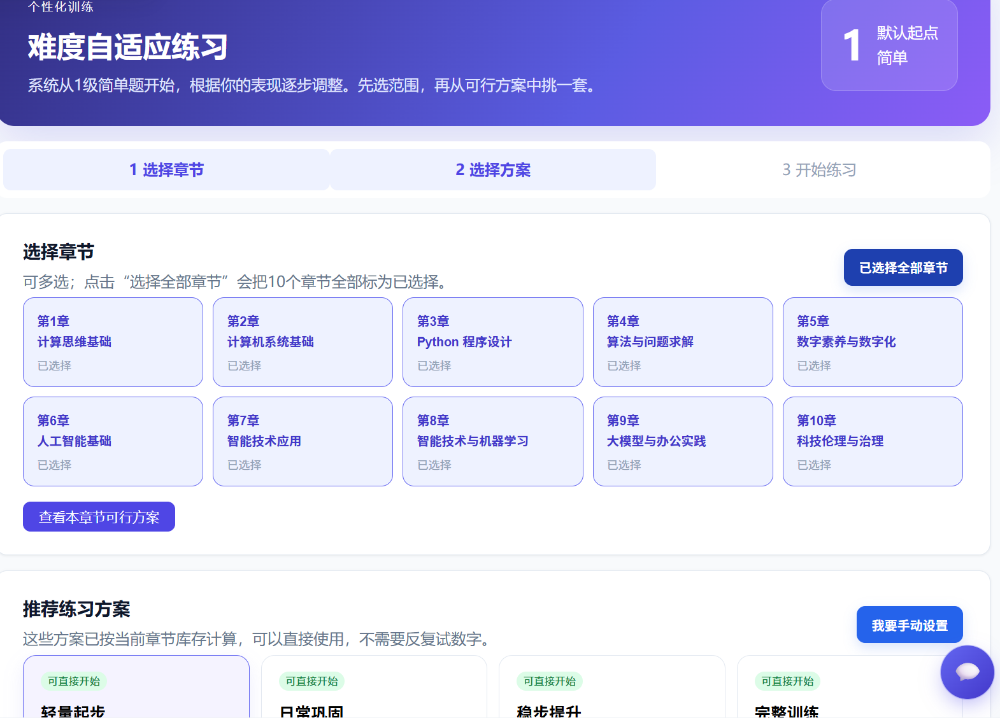 个性化训练
难度自适应练习
系统从1级简单题开始，根据你的表现逐步调整。先选范围，再从可行方案中挑一套。
1
默认起点
简单
1 选择章节
2 选择方案
3 开始练习
选择章节
可多选；点击“选择全部章节”会把10个章节全部标为已选择。
已选择全部章节
第1章
计算思维基础
已选择
第2章
计算机系统基础
已选择
第3章
Python 程序设计
已选择
第4章
算法与问题求解
已选择
第5章
数字素养与数字化
已选择
第6章
人工智能基础
已选择
第7章
智能技术应用
已选择
第8章
智能技术与机器学习
已选择
第9章
大模型与办公实践
已选择
第10章
科技伦理与治理
已选择
查看本章节可行方案
推荐练习方案
这些方案已按当前章节库存计算，可以直接使用，不需要反复试数字。
我要手动设置
可直接开始
轻量起步
可直接开始
日常巩固
可直接开始
稳步提升
可直接开始
完整训练